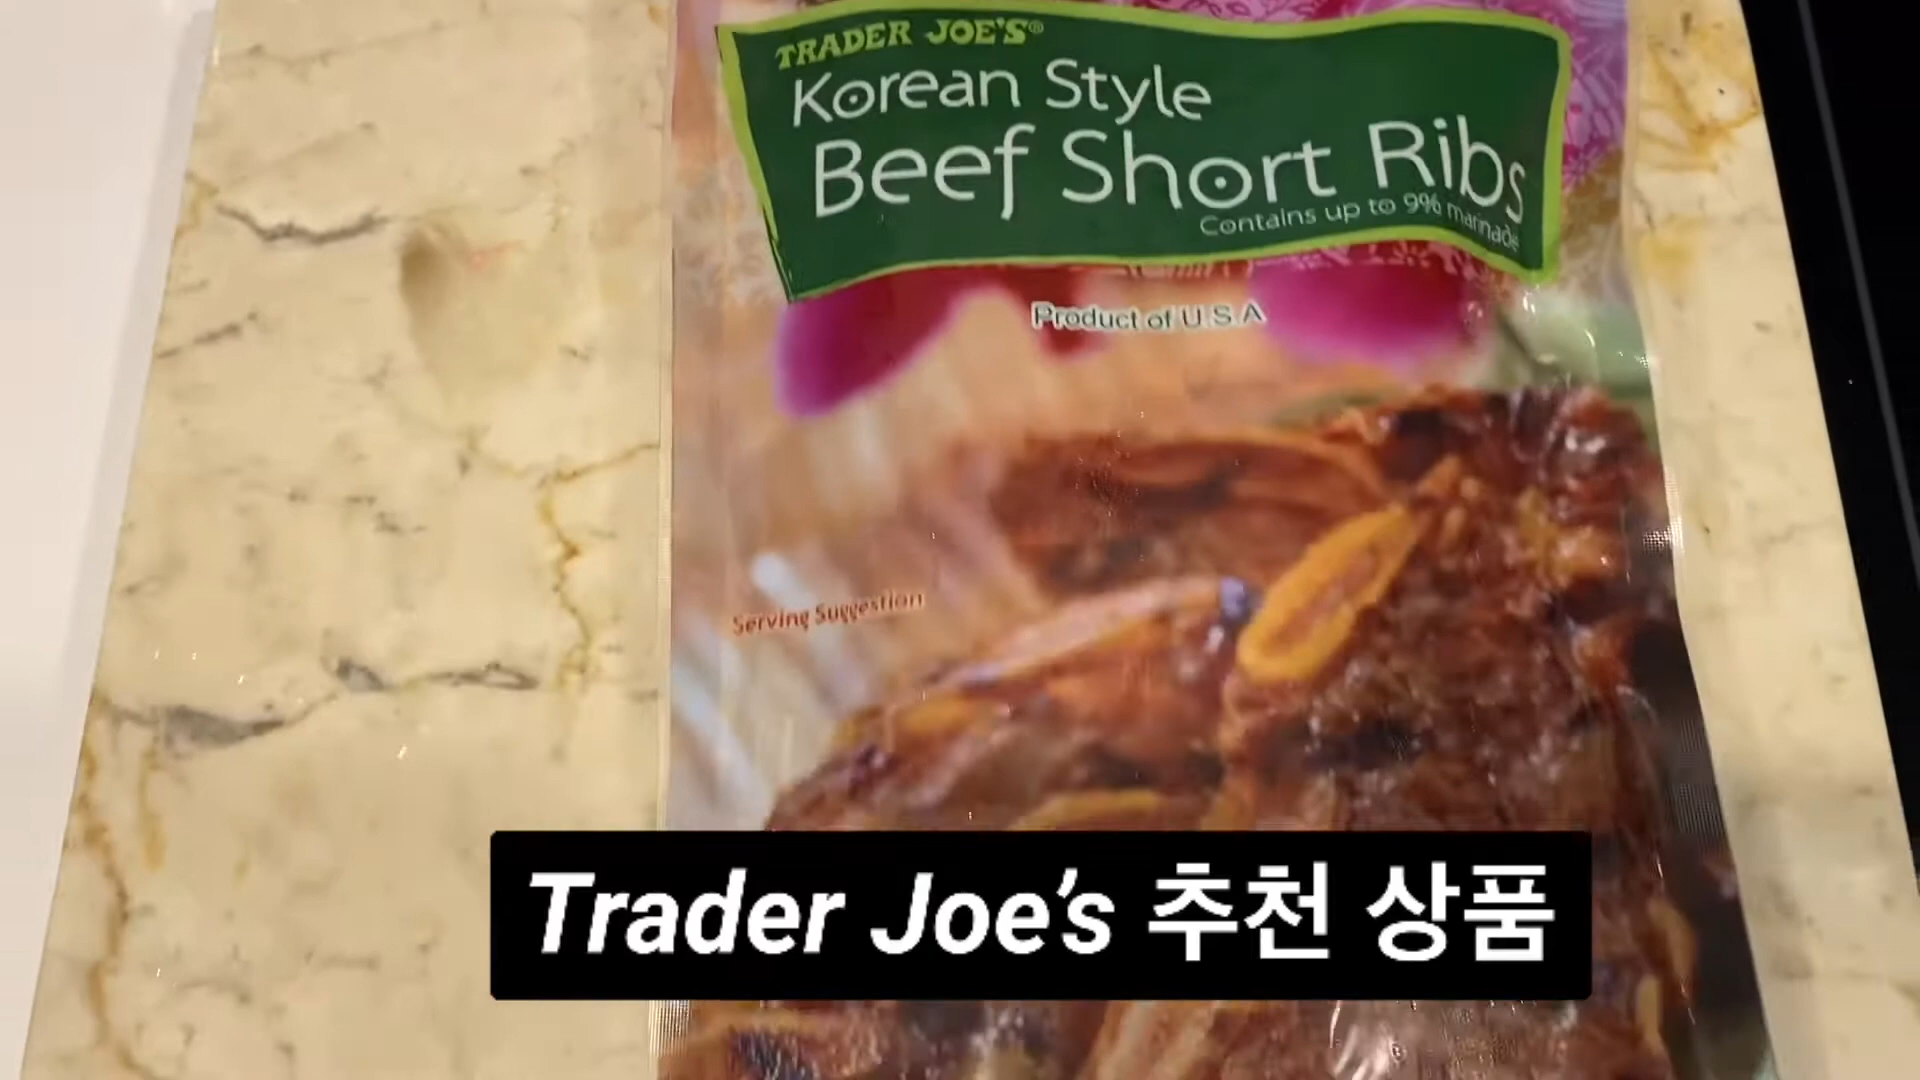 TRADER JOE'S®
Korean Style
Beef Short Ribs
Contains up to 9% marinade
Product of U.S.A
Serving Suggestion
Trader Joe's 추천 상품